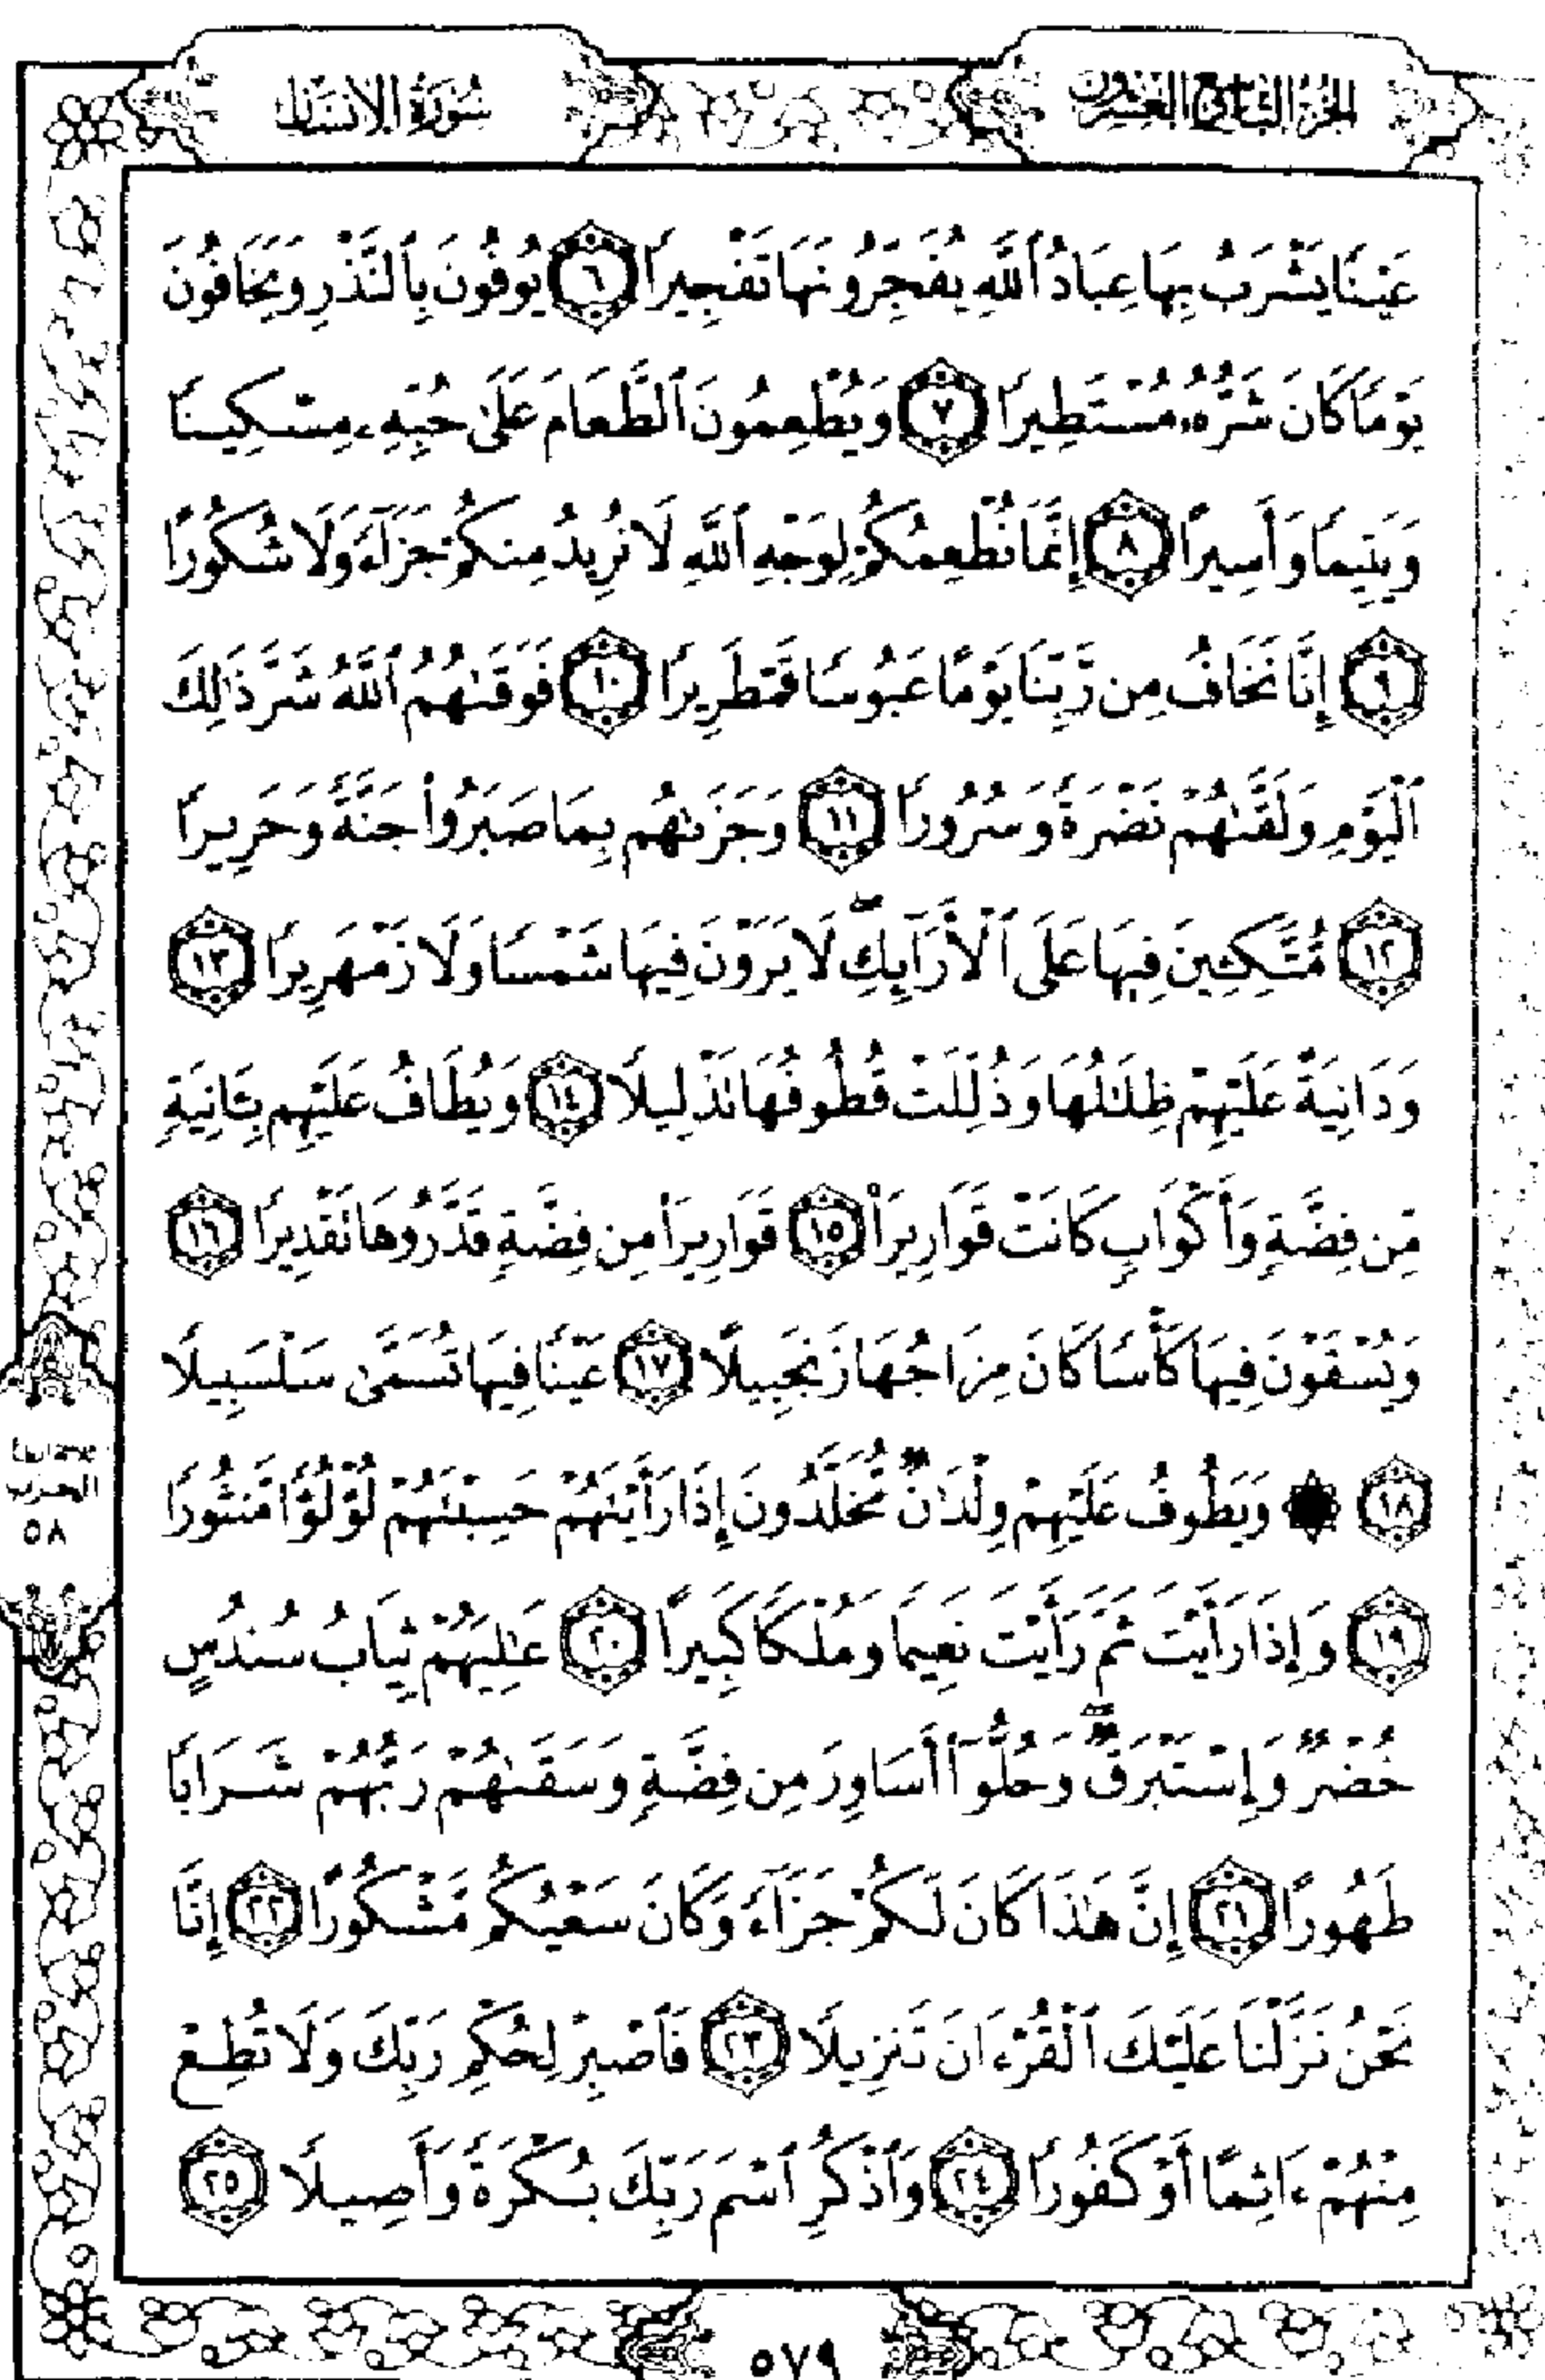 الجزء التاسع والعشرون
سورة الإنسان
عَيْنًا يَشْرَبُ بِهَا عِبَادُ ٱللَّهِ يُفَجِّرُونَهَا تَفْجِيرًا ٦ يُوفُونَ بِٱلنَّذْرِ وَيَخَافُونَ
يَوْمًا كَانَ شَرُّهُۥ مُسْتَطِيرًا ٧ وَيُطْعِمُونَ ٱلطَّعَامَ عَلَىٰ حُبِّهِۦ مِسْكِينًا
وَيَتِيمًا وَأَسِيرًا ٨ إِنَّمَا نُطْعِمُكُمْ لِوَجْهِ ٱللَّهِ لَا نُرِيدُ مِنكُمْ جَزَآءً وَلَا شُكُورًا
٩ إِنَّا نَخَافُ مِن رَّبِّنَا يَوْمًا عَبُوسًا قَمْطَرِيرًا ١٠ فَوَقَىٰهُمُ ٱللَّهُ شَرَّ ذَٰلِكَ
ٱلْيَوْمِ وَلَقَّىٰهُمْ نَضْرَةً وَسُرُورًا ١١ وَجَزَىٰهُم بِمَا صَبَرُوا۟ جَنَّةً وَحَرِيرًا
١٢ مُّتَّكِـِٔينَ فِيهَا عَلَى ٱلْأَرَآئِكِ ۖ لَا يَرَوْنَ فِيهَا شَمْسًا وَلَا زَمْهَرِيرًا ١٣
وَدَانِيَةً عَلَيْهِمْ ظِلَـٰلُهَا وَذُلِّلَتْ قُطُوفُهَا تَذْلِيلًا ١٤ وَيُطَافُ عَلَيْهِم بِـَٔانِيَةٍ
مِّن فِضَّةٍ وَأَكْوَابٍ كَانَتْ قَوَارِيرَا۠ ١٥ قَوَارِيرَا۟ مِن فِضَّةٍ قَدَّرُوهَا تَقْدِيرًا ١٦
وَيُسْقَوْنَ فِيهَا كَأْسًا كَانَ مِزَاجُهَا زَنجَبِيلًا ١٧ عَيْنًا فِيهَا تُسَمَّىٰ سَلْسَبِيلًا
١٨ ۞ وَيَطُوفُ عَلَيْهِمْ وِلْدَٰنٌ مُّخَلَّدُونَ إِذَا رَأَيْتَهُمْ حَسِبْتَهُمْ لُؤْلُؤًا مَّنثُورًا
١٩ وَإِذَا رَأَيْتَ ثَمَّ رَأَيْتَ نَعِيمًا وَمُلْكًا كَبِيرًا ٢٠ عَـٰلِيَهُمْ ثِيَابُ سُندُسٍ
خُضْرٌ وَإِسْتَبْرَقٌ ۖ وَحُلُّوٓا۟ أَسَاوِرَ مِن فِضَّةٍ وَسَقَىٰهُمْ رَبُّهُمْ شَرَابًا
طَهُورًا ٢١ إِنَّ هَـٰذَا كَانَ لَكُمْ جَزَآءً وَكَانَ سَعْيُكُم مَّشْكُورًا ٢٢ إِنَّا
نَحْنُ نَزَّلْنَا عَلَيْكَ ٱلْقُرْءَانَ تَنزِيلًا ٢٣ فَٱصْبِرْ لِحُكْمِ رَبِّكَ وَلَا تُطِعْ
مِنْهُمْ ءَاثِمًا أَوْ كَفُورًا ٢٤ وَٱذْكُرِ ٱسْمَ رَبِّكَ بُكْرَةً وَأَصِيلًا ٢٥
الحزب
٥٨
٥٧٩